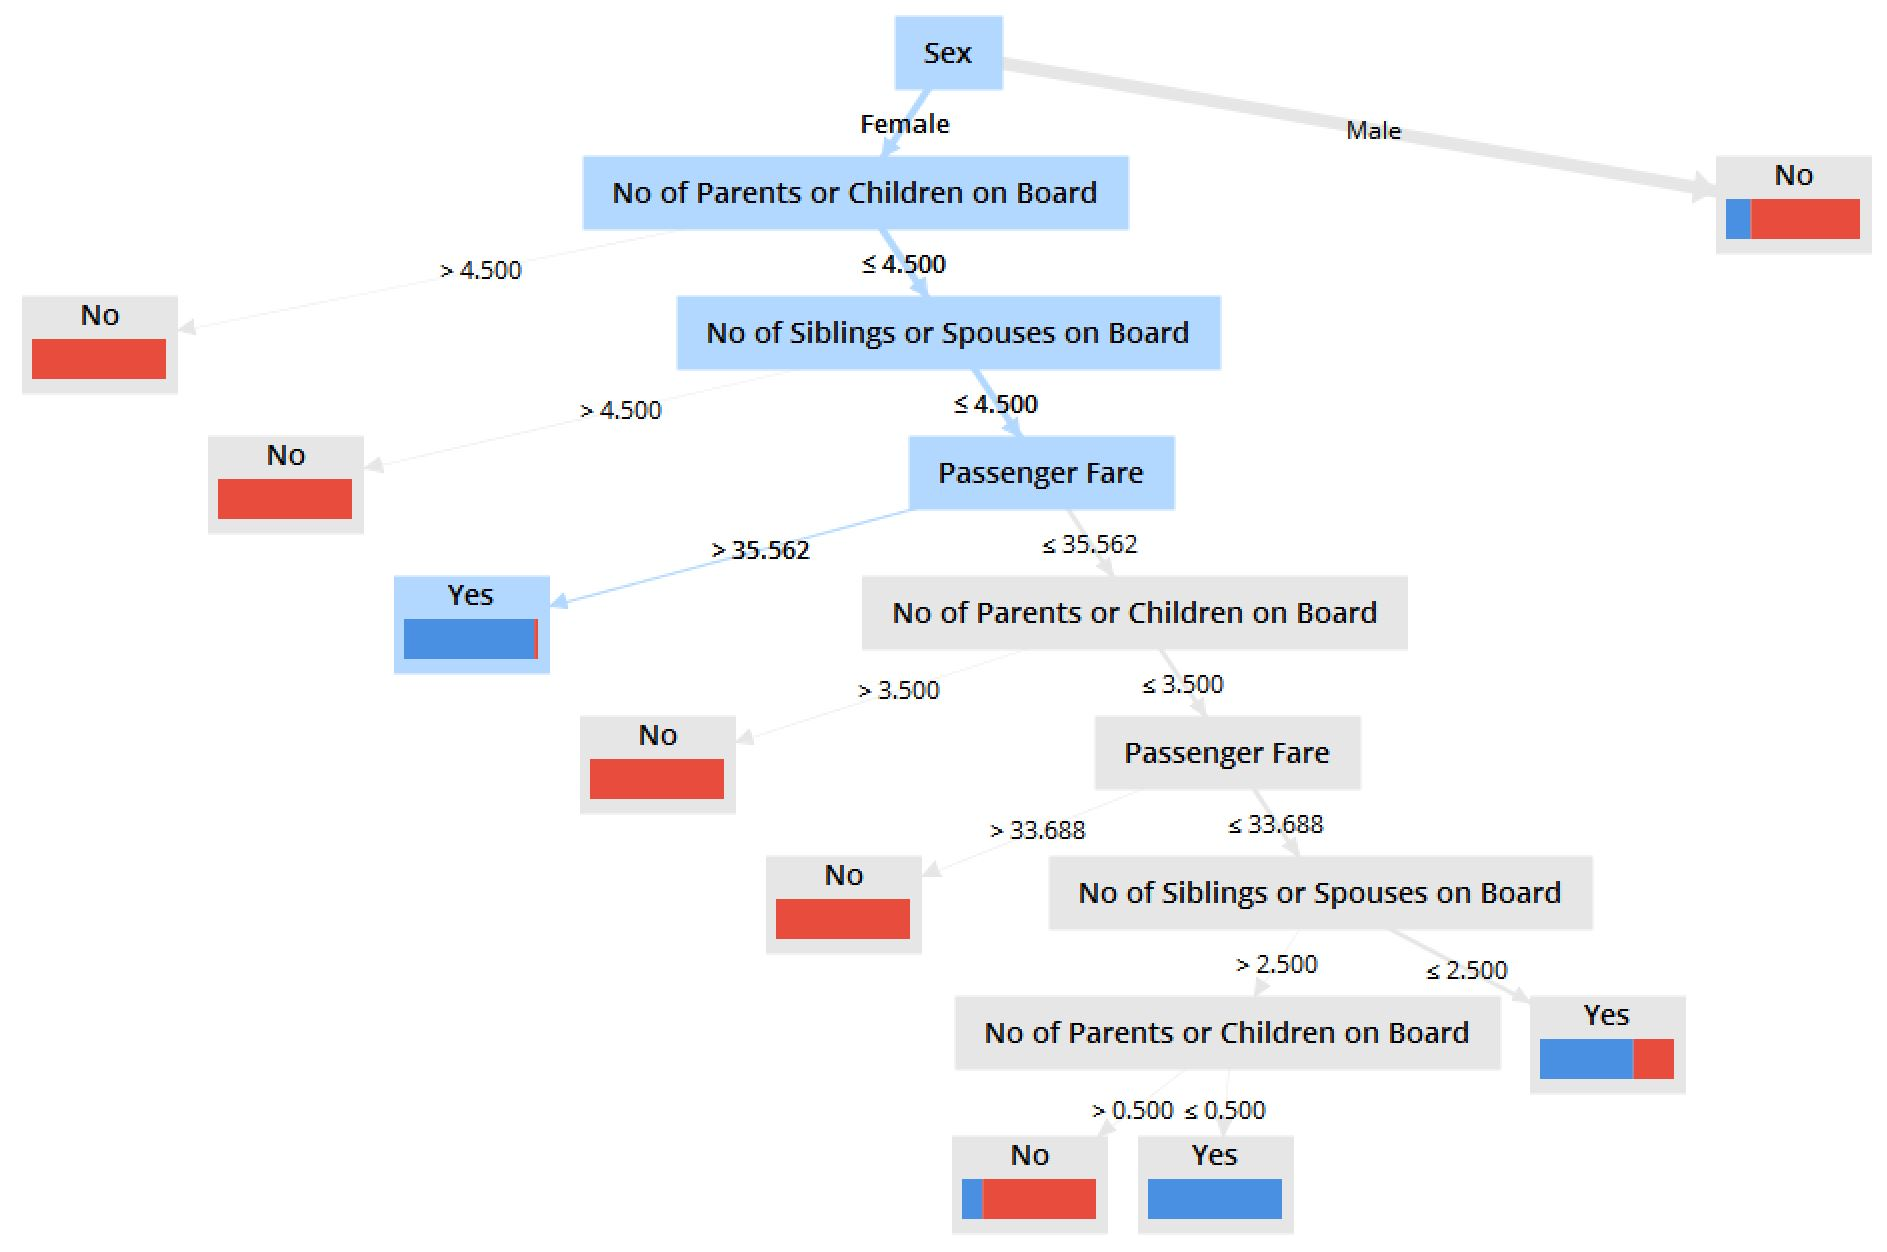 Sex
Female
Male
No of Parents or Children on Board
No
> 4.500
≤ 4.500
No
No of Siblings or Spouses on Board
> 4.500
≤ 4.500
No
Passenger Fare
> 35.562
≤ 35.562
Yes
No of Parents or Children on Board
> 3.500
≤ 3.500
No
Passenger Fare
> 33.688
≤ 33.688
No
No of Siblings or Spouses on Board
> 2.500
≤ 2.500
No of Parents or Children on Board
Yes
> 0.500
≤ 0.500
No
Yes